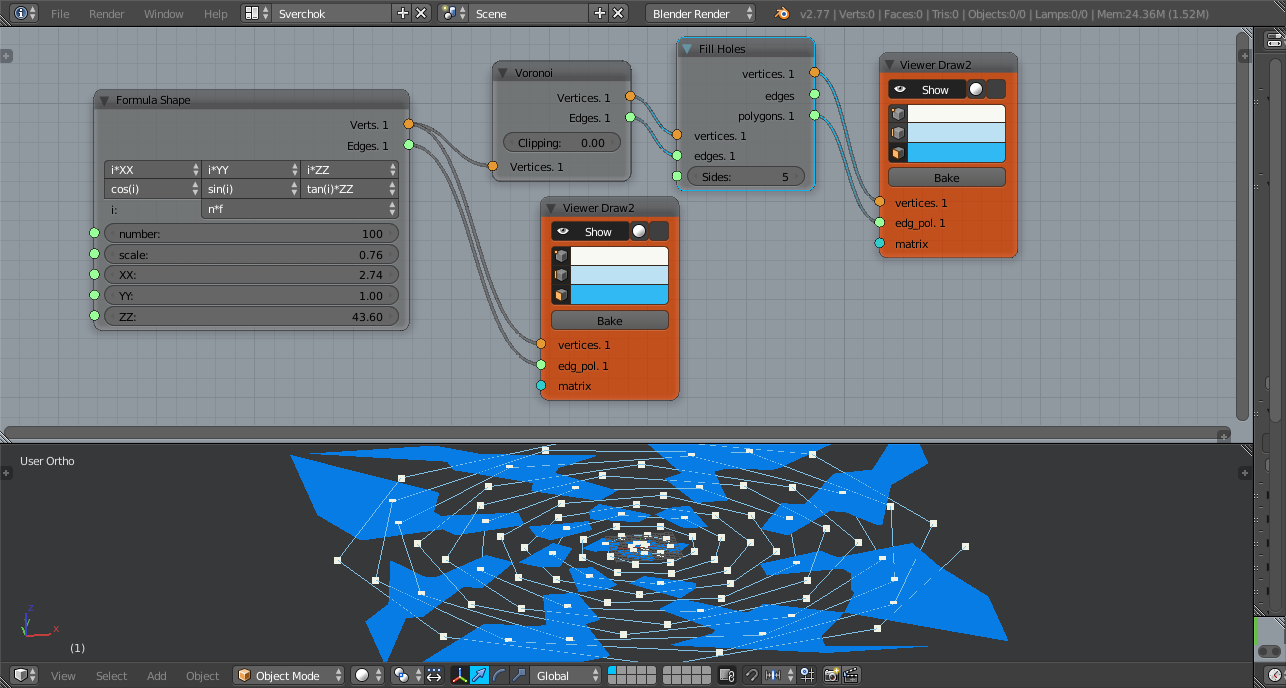 File Render Window Help Sverchok Scene Blender Render v2.77 | Verts:0 | Faces:0 | Tris:0 | Objects:0/0 | Lamps:0/0 | Mem:24.36M (1.52M)
Formula Shape
Verts. 1
Edges. 1
i*XX i*YY i*ZZ
cos(i) sin(i) tan(i)*ZZ
i: n*f
number: 100
scale: 0.76
XX: 2.74
YY: 1.00
ZZ: 43.60
Voronoi
Vertices. 1
Edges. 1
Clipping: 0.00
Vertices. 1
Viewer Draw2
Show
Bake
vertices. 1
edg_pol. 1
matrix
Fill Holes
vertices. 1
edges
polygons. 1
vertices. 1
edges. 1
Sides: 5
Viewer Draw2
Show
Bake
vertices. 1
edg_pol. 1
matrix
User Ortho
z
x
(1)
View Select Add Object Object Mode Global